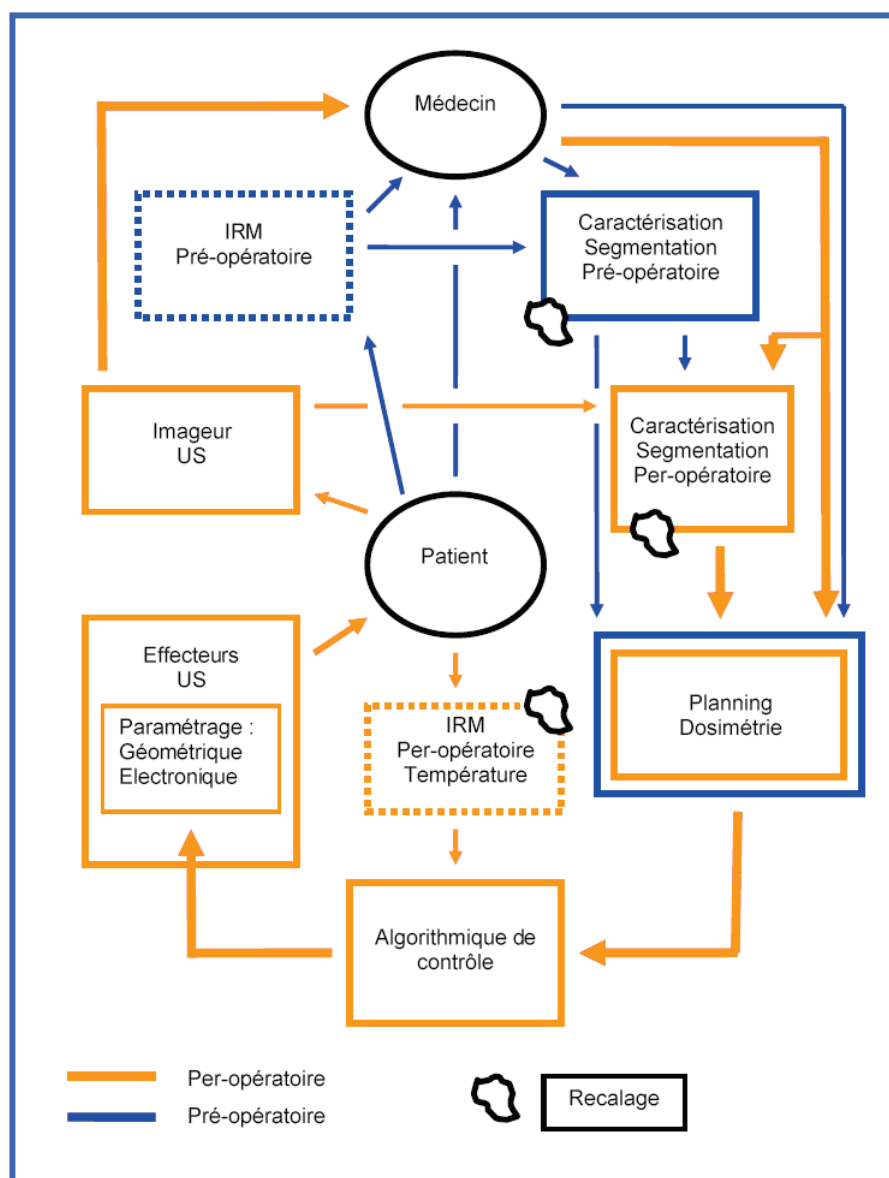 Médecin
IRM
Pré-opératoire
Caractérisation
Segmentation
Pré-opératoire
Imageur
US
Caractérisation
Segmentation
Per-opératoire
Patient
Effecteurs
US
Paramétrage :
Géométrique
Electronique
IRM
Per-opératoire
Température
Planning
Dosimétrie
Algorithmique de
contrôle
Per-opératoire
Pré-opératoire
Recalage